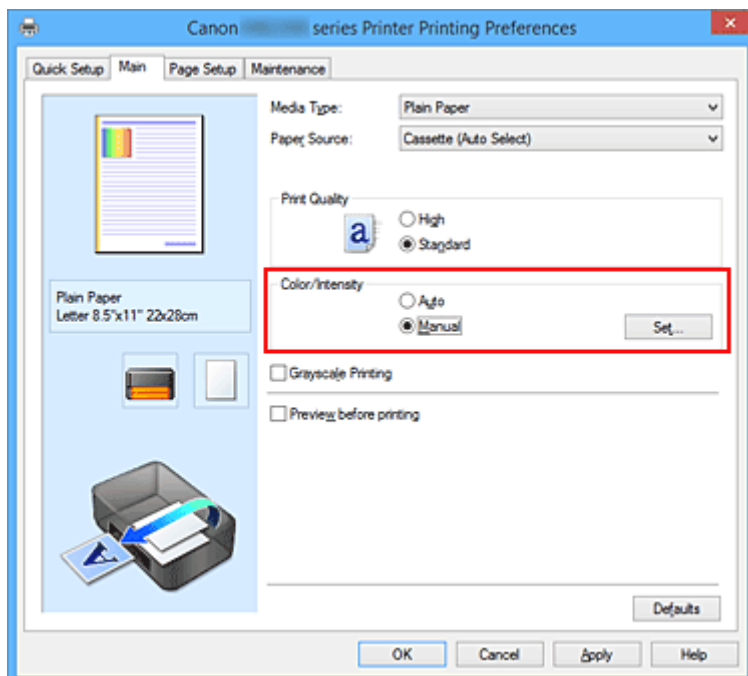 Canon series Printer Printing Preferences
Quick Setup Main Page Setup Maintenance
Media Type: Plain Paper
Paper Source: Cassette (Auto Select)
Print Quality
a
High
Standard
Color/Intensity
Auto
Manual
Set...
Plain Paper
Letter 8.5"x11" 22x28cm
Grayscale Printing
Preview before printing
A
Defaults
OK Cancel Apply Help